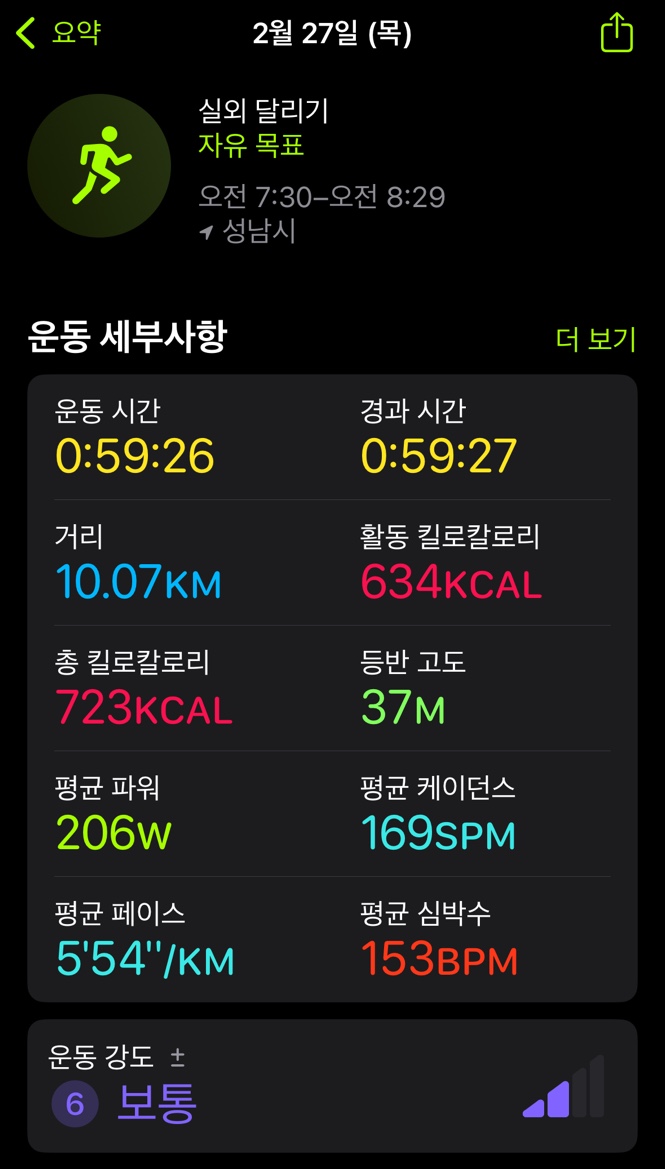 요약
2월 27일 (목)
실외 달리기
자유 목표
오전 7:30–오전 8:29
성남시
운동 세부사항
더 보기
운동 시간
경과 시간
0:59:26
0:59:27
거리
활동 킬로칼로리
10.07KM
634KCAL
총 킬로칼로리
등반 고도
723KCAL
37M
평균 파워
평균 케이던스
206W
169SPM
평균 페이스
평균 심박수
5'54''/KM
153BPM
운동 강도 ±
6 보통